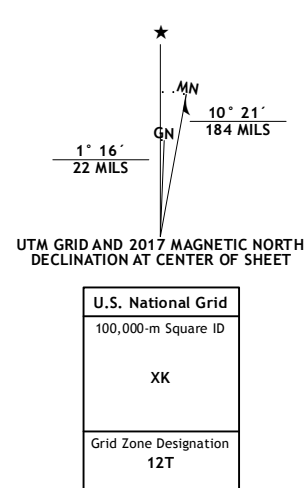 ★
MN
GN
10° 21´
184 MILS
1° 16´
22 MILS
UTM GRID AND 2017 MAGNETIC NORTH
DECLINATION AT CENTER OF SHEET
U.S. National Grid
100,000-m Square ID
XK
Grid Zone Designation
12T